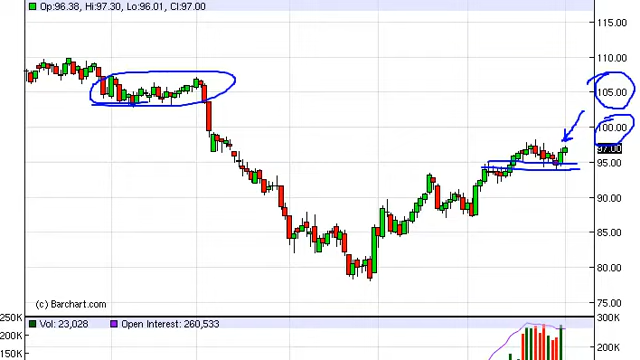 Op:96.38, Hi:97.30, Lo:96.01, Cl:97.00
115.00
110.00
105.00
100.00
97.00
95.00
90.00
85.00
80.00
75.00
(c) Barchart.com
250K Vol: 23,028 Open Interest: 260,533 300K
200K 250K
200K